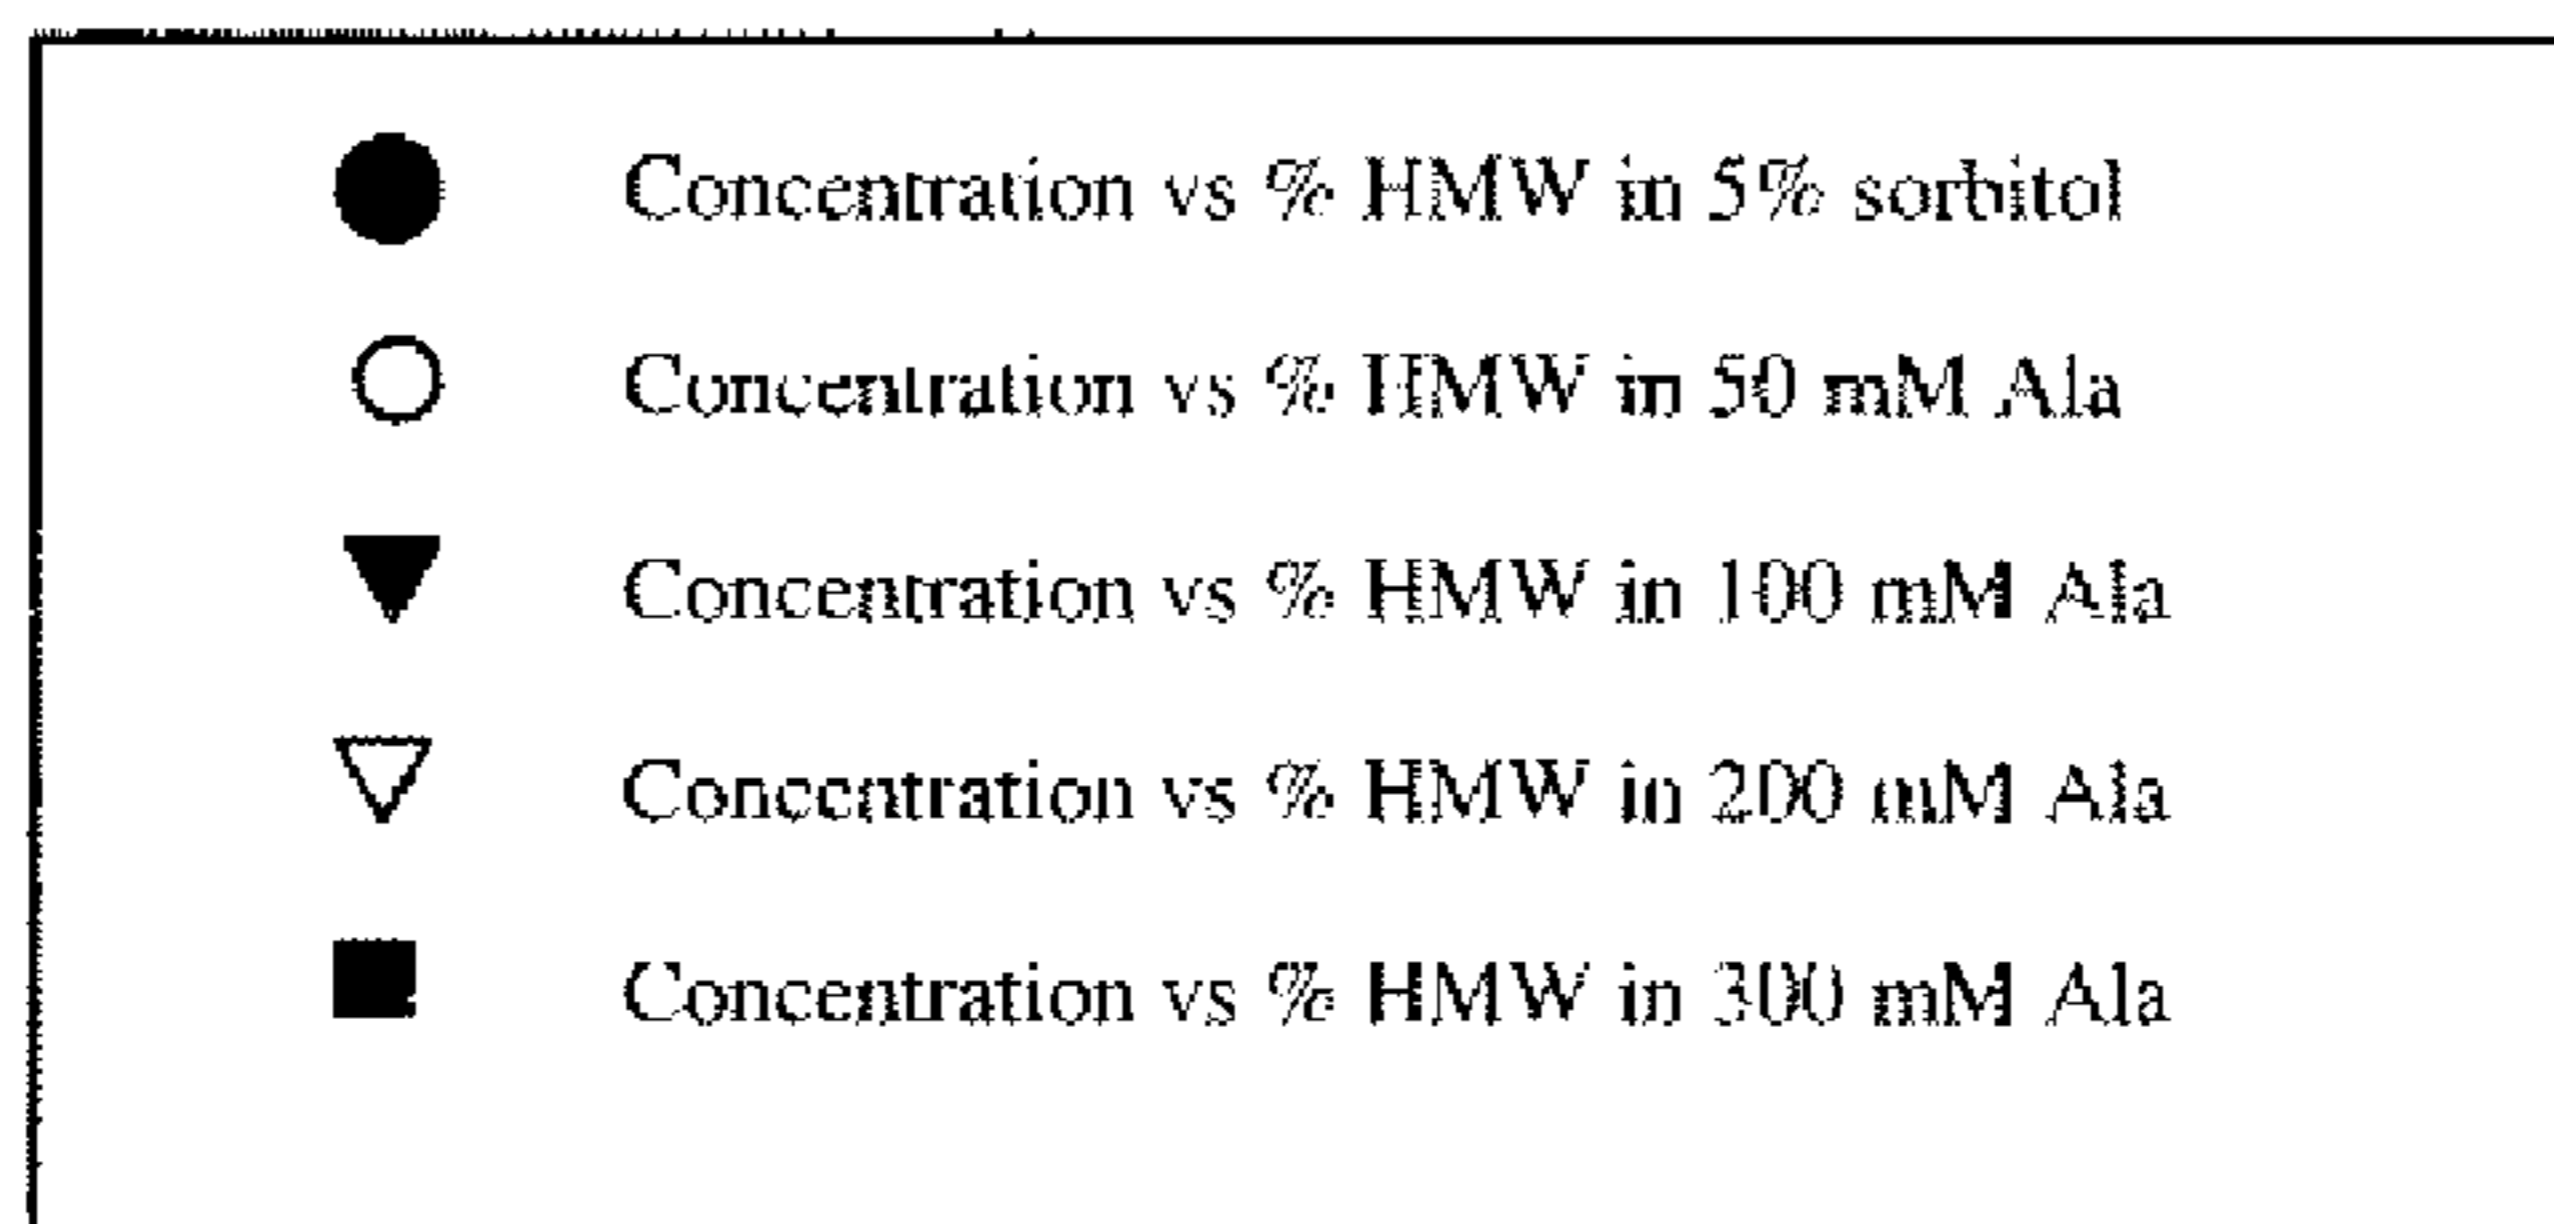 Concentration vs % HMW in 5% sorbitol
Concentration vs % HMW in 50 mM Ala
Concentration vs % HMW in 100 mM Ala
Concentration vs % HMW in 200 mM Ala
Concentration vs % HMW in 300 mM Ala